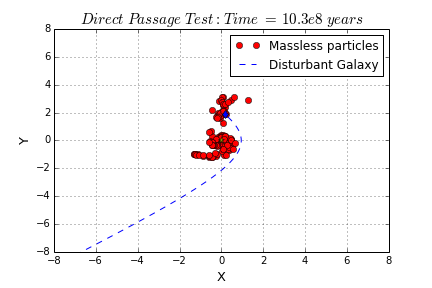 Direct Passage Test: Time = 10.3e8 years
Massless particles
Disturbant Galaxy
8
6
4
2
0
−2
−4
−6
−8
Y
−8 −6 −4 −2 0 2 4 6 8
X